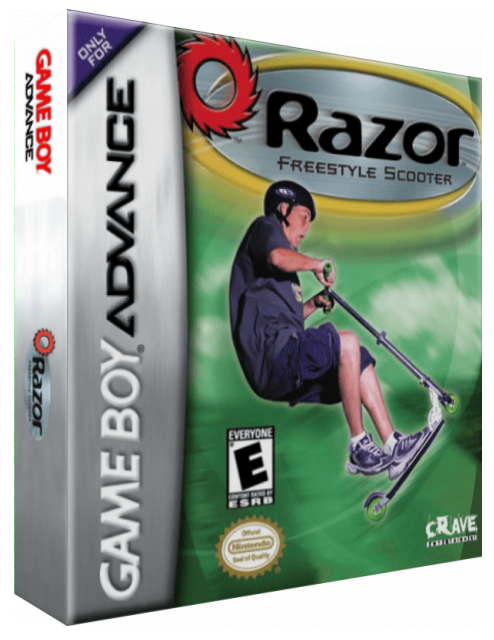 GAME BOY
ADVANCE
Razor
ONLY
FOR
GAME BOY ADVANCE
Razor
FREESTYLE SCOOTER
EVERYONE
E
CONTENT RATED BY
ESRB
Official
Nintendo
Seal of Quality
CRAVE
ENTERTAINMENT